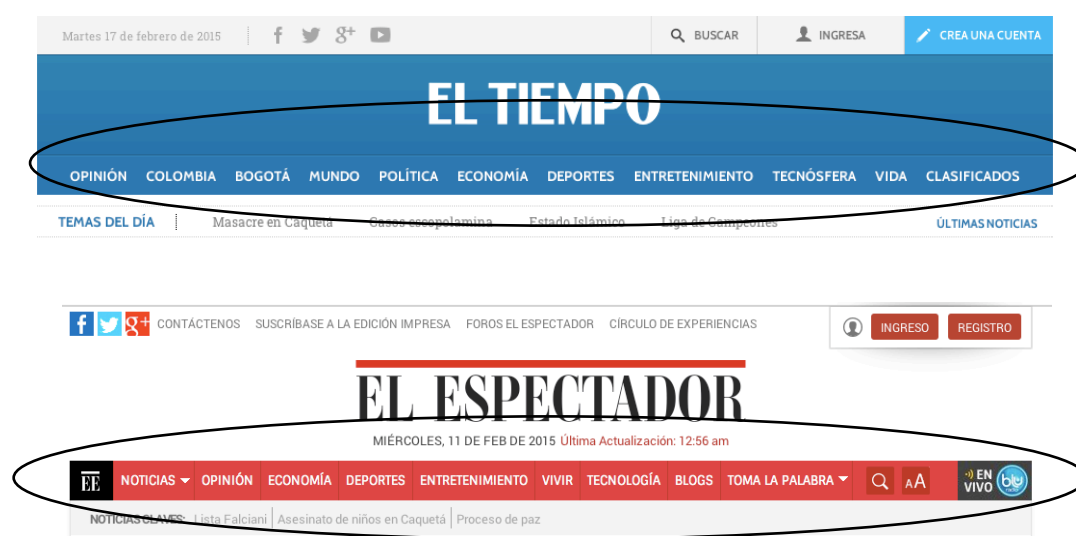 Martes 17 de febrero de 2015 BUSCAR INGRESA CREA UNA CUENTA
EL TIEMPO
OPINIÓN COLOMBIA BOGOTÁ MUNDO POLÍTICA ECONOMÍA DEPORTES ENTRETENIMIENTO TECNÓSFERA VIDA CLASIFICADOS
TEMAS DEL DÍA Masacre en Caquetá Casos escopolamina Estado Islámico Liga de Campeones ÚLTIMAS NOTICIAS
CONTÁCTENOS SUSCRÍBASE A LA EDICIÓN IMPRESA FOROS EL ESPECTADOR CÍRCULO DE EXPERIENCIAS INGRESO REGISTRO
EL ESPECTADOR
MIÉRCOLES, 11 DE FEB DE 2015 Última Actualización: 12:56 am
EE NOTICIAS OPINIÓN ECONOMÍA DEPORTES ENTRETENIMIENTO VIVIR TECNOLOGÍA BLOGS TOMA LA PALABRA AA EN VIVO blu
NOTICIAS CLAVES: Lista Falciani Asesinato de niños en Caquetá Proceso de paz